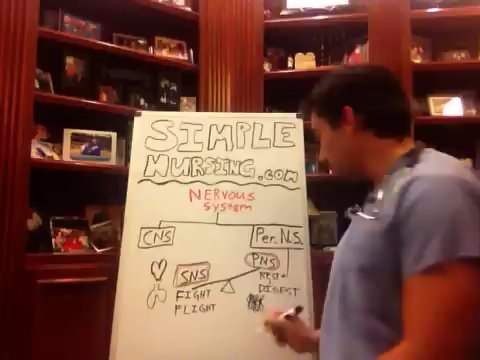 SIMPLE
NURSING.COM
NERVOUS
System
CNS
Per.N.S.
PNS
SNS
REST +
DIGEST
FIGHT
FLIGHT